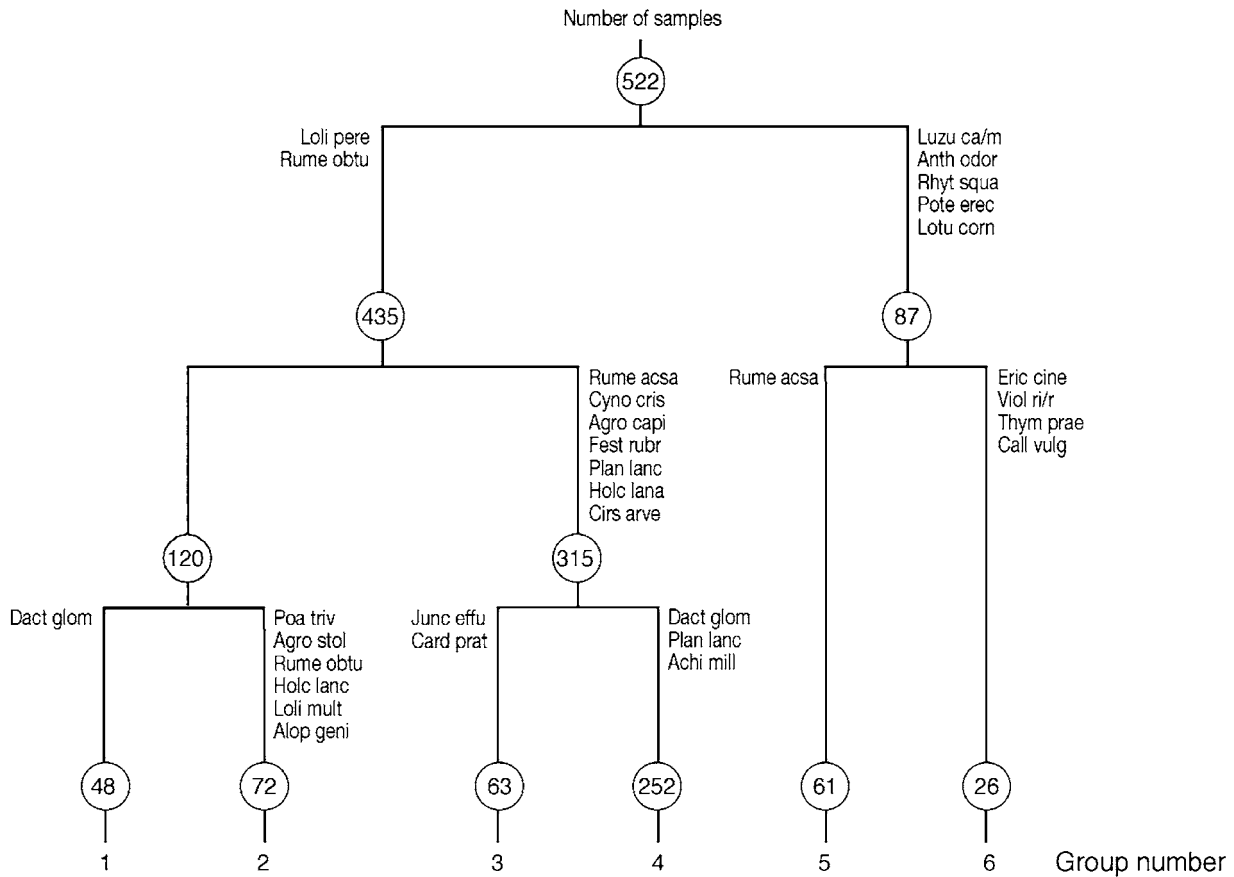 Number of samples
522
Loli pere
Rume obtu
Luzu ca/m
Anth odor
Rhyt squa
Pote erec
Lotu corn
435
87
Rume acsa
Cyno cris
Agro capi
Fest rubr
Plan lanc
Holc lana
Cirs arve
Rume acsa
Eric cine
Viol ri/r
Thym prae
Call vulg
120
315
Dact glom
Poa triv
Agro stol
Rume obtu
Holc lanc
Loli mult
Alop geni
Junc effu
Card prat
Dact glom
Plan lanc
Achi mill
48
72
63
252
61
26
1
2
3
4
5
6
Group number